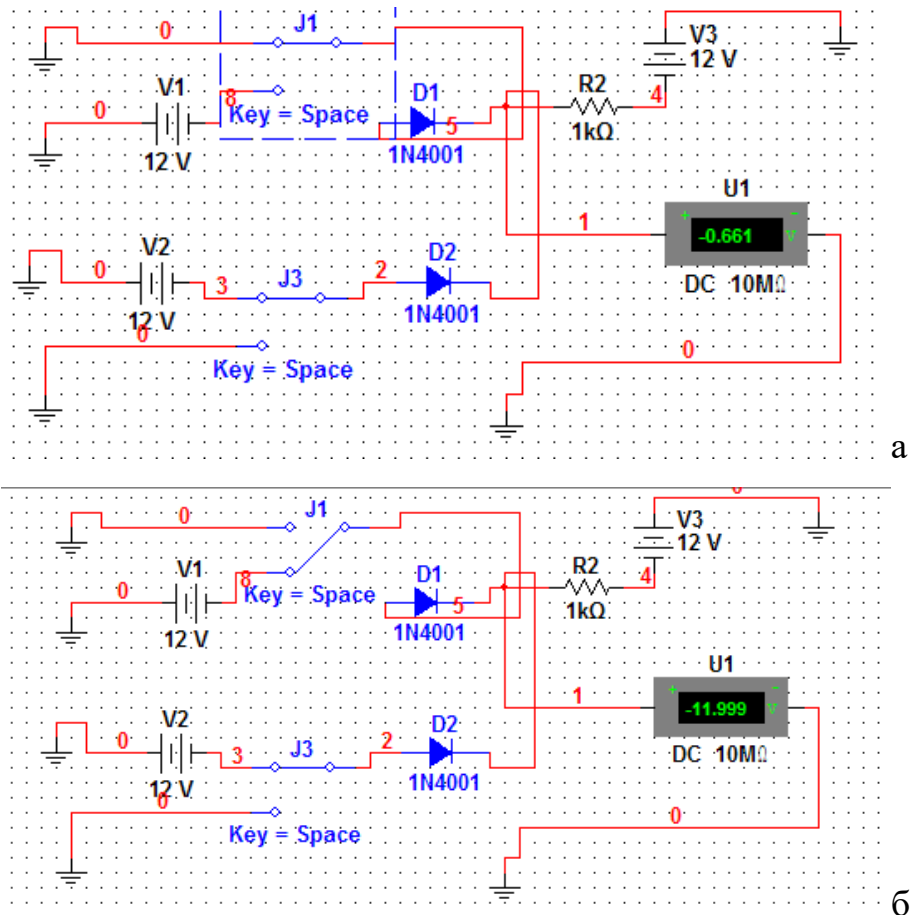 0
J1
V3
12 V
V1
8
D1
R2
4
0
Key = Space
5
1kΩ
12 V
1N4001
U1
1
+
-
-0.661
V
V2
D2
DC 10MΩ
0
3
J3
2
12 V
1N4001
0
0
Key = Space
а
0
0
J1
V3
12 V
V1
8
D1
R2
4
0
Key = Space
5
1kΩ
12 V
1N4001
U1
1
+
-
-11.999
V
V2
D2
DC 10MΩ
0
3
J3
2
12 V
1N4001
0
0
Key = Space
б